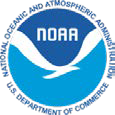 NATIONAL OCEANIC AND ATMOSPHERIC ADMINISTRATION
NOAA
U.S. DEPARTMENT OF COMMERCE